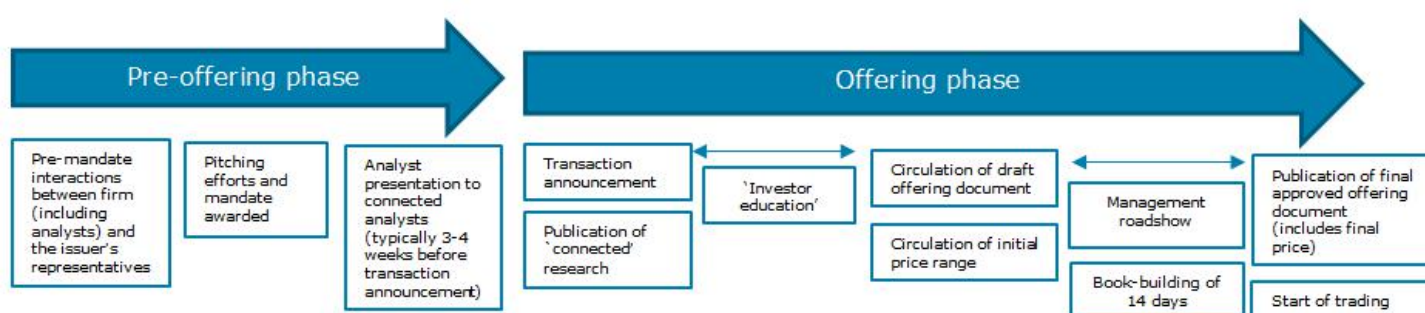 Pre-offering phase
Offering phase
Pre-mandate
interactions
between firm
(including
analysts) and
the issuer's
representatives
Pitching
efforts and
mandate
awarded
Analyst
presentation to
connected
analysts
(typically 3-4
weeks before
transaction
announcement)
Transaction
announcement
Publication of
`connected'
research
`Investor
education'
Circulation of draft
offering document
Circulation of initial
price range
Management
roadshow
Book-building of
14 days
Publication of final
approved offering
document
(includes final
price)
Start of trading